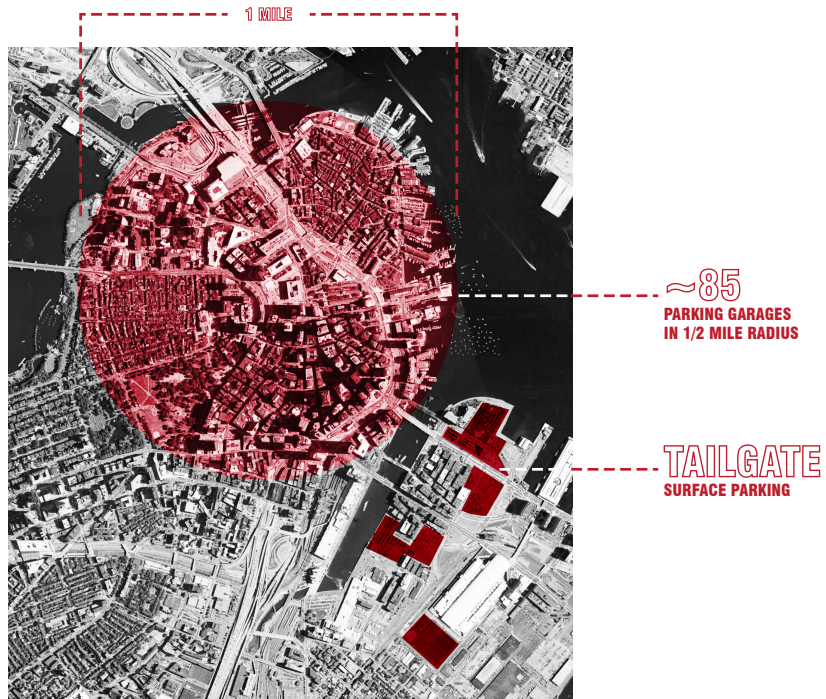 1 MILE
~85
PARKING GARAGES
IN 1/2 MILE RADIUS
TAILGATE
SURFACE PARKING